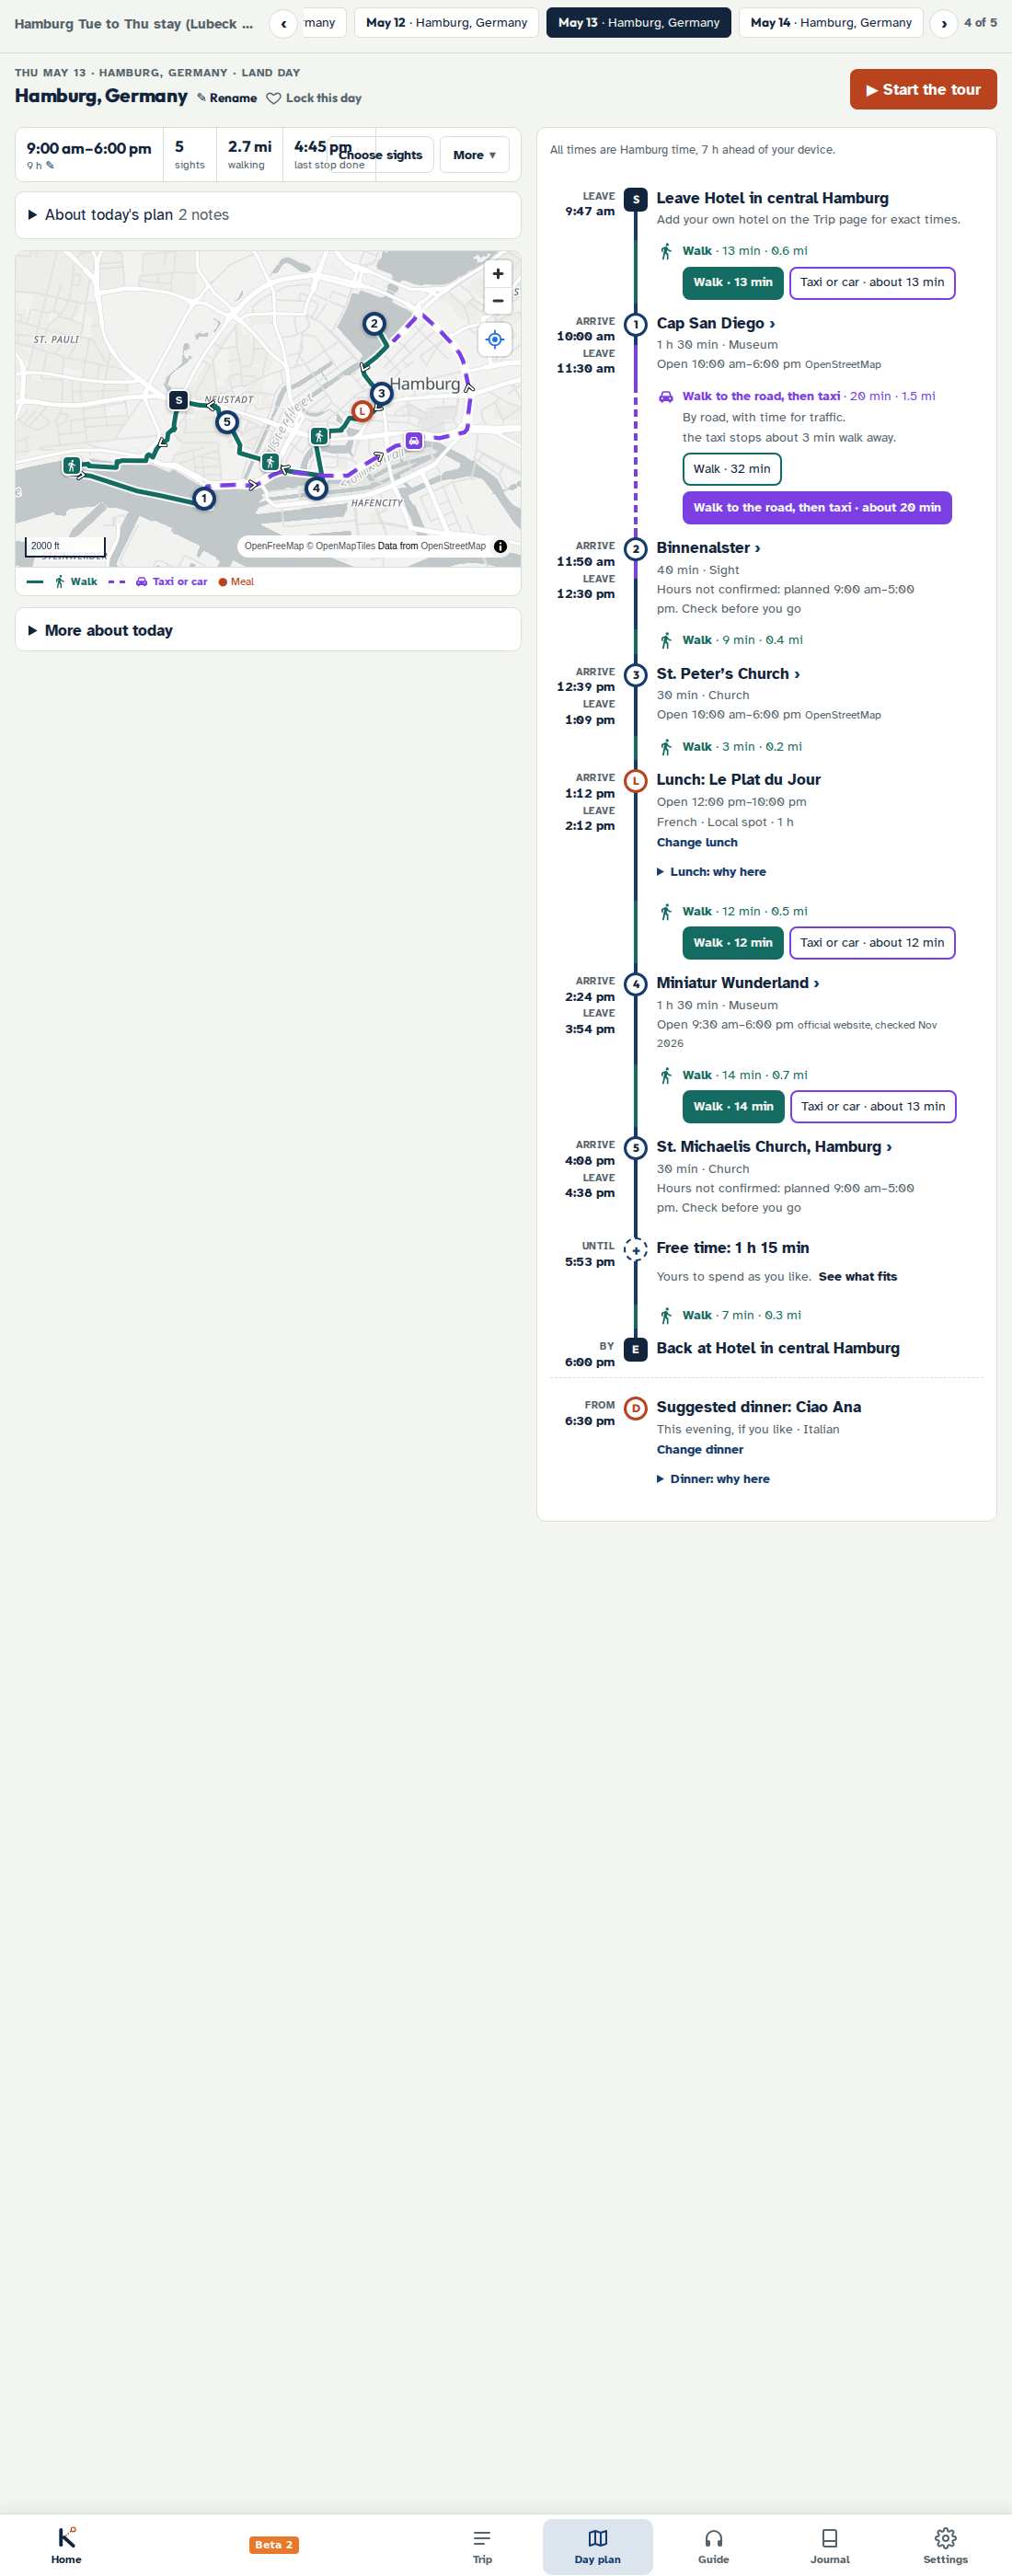 Hamburg Tue to Thu stay (Lubeck ...
‹
many
May 12 · Hamburg, Germany
May 13 · Hamburg, Germany
May 14 · Hamburg, Germany
›
4 of 5
THU MAY 13 · HAMBURG, GERMANY · LAND DAY
Hamburg, Germany ✎ Rename ♡ Lock this day
▶ Start the tour
9:00 am–6:00 pm
9 h ✎
5
sights
2.7 mi
walking
4:45 pm
last stop done
Choose sights
More ▼
▶ About today's plan 2 notes
ST. PAULI
NEUSTADT
Hamburg
HAFENCITY
S
2
3
L
5
1
4
+
−
2000 ft
OpenFreeMap © OpenMapTiles Data from OpenStreetMap
Walk
Taxi or car
Meal
▶ More about today
All times are Hamburg time, 7 h ahead of your device.
LEAVE
9:47 am
S
Leave Hotel in central Hamburg
Add your own hotel on the Trip page for exact times.
Walk · 13 min · 0.6 mi
Walk · 13 min
Taxi or car · about 13 min
ARRIVE
10:00 am
LEAVE
11:30 am
1
Cap San Diego ›
1 h 30 min · Museum
Open 10:00 am–6:00 pm OpenStreetMap
Walk to the road, then taxi · 20 min · 1.5 mi
By road, with time for traffic.
the taxi stops about 3 min walk away.
Walk · 32 min
Walk to the road, then taxi · about 20 min
ARRIVE
11:50 am
LEAVE
12:30 pm
2
Binnenalster ›
40 min · Sight
Hours not confirmed: planned 9:00 am–5:00
pm. Check before you go
Walk · 9 min · 0.4 mi
ARRIVE
12:39 pm
LEAVE
1:09 pm
3
St. Peter’s Church ›
30 min · Church
Open 10:00 am–6:00 pm OpenStreetMap
Walk · 3 min · 0.2 mi
ARRIVE
1:12 pm
LEAVE
2:12 pm
L
Lunch: Le Plat du Jour
Open 12:00 pm–10:00 pm
French · Local spot · 1 h
Change lunch
▶ Lunch: why here
Walk · 12 min · 0.5 mi
Walk · 12 min
Taxi or car · about 12 min
ARRIVE
2:24 pm
LEAVE
3:54 pm
4
Miniatur Wunderland ›
1 h 30 min · Museum
Open 9:30 am–6:00 pm official website, checked Nov
2026
Walk · 14 min · 0.7 mi
Walk · 14 min
Taxi or car · about 13 min
ARRIVE
4:08 pm
LEAVE
4:38 pm
5
St. Michaelis Church, Hamburg ›
30 min · Church
Hours not confirmed: planned 9:00 am–5:00
pm. Check before you go
UNTIL
5:53 pm
+
Free time: 1 h 15 min
Yours to spend as you like. See what fits
Walk · 7 min · 0.3 mi
BY
6:00 pm
E
Back at Hotel in central Hamburg
FROM
6:30 pm
D
Suggested dinner: Ciao Ana
This evening, if you like · Italian
Change dinner
▶ Dinner: why here
Home
Beta 2
Trip
Day plan
Guide
Journal
Settings